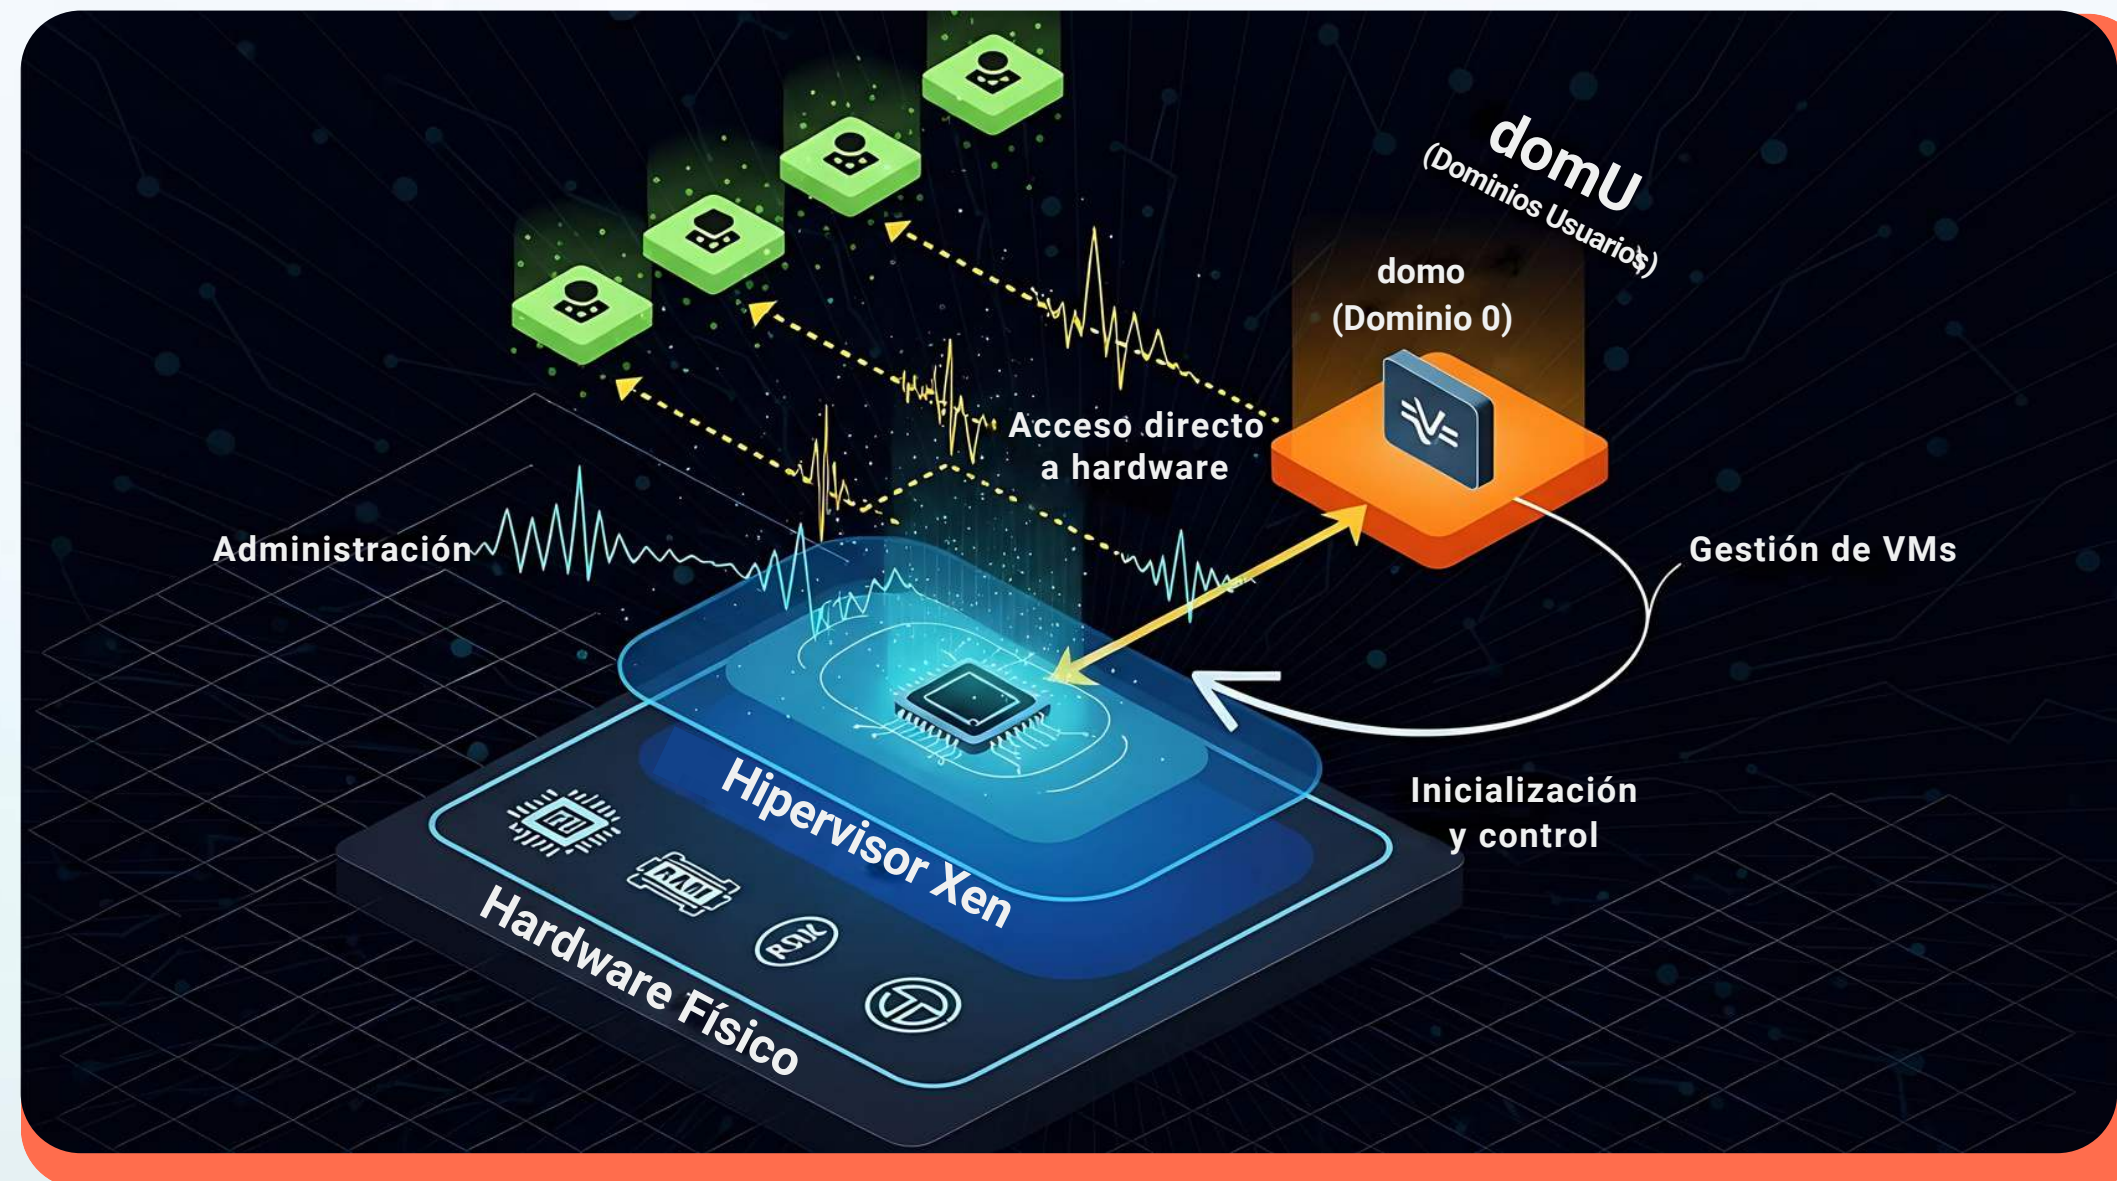 domU
(Dominios Usuarios)
domo
(Dominio 0)
Acceso directo
a hardware
Administración
Gestión de VMs
Inicialización
y control
Hipervisor Xen
Hardware Físico